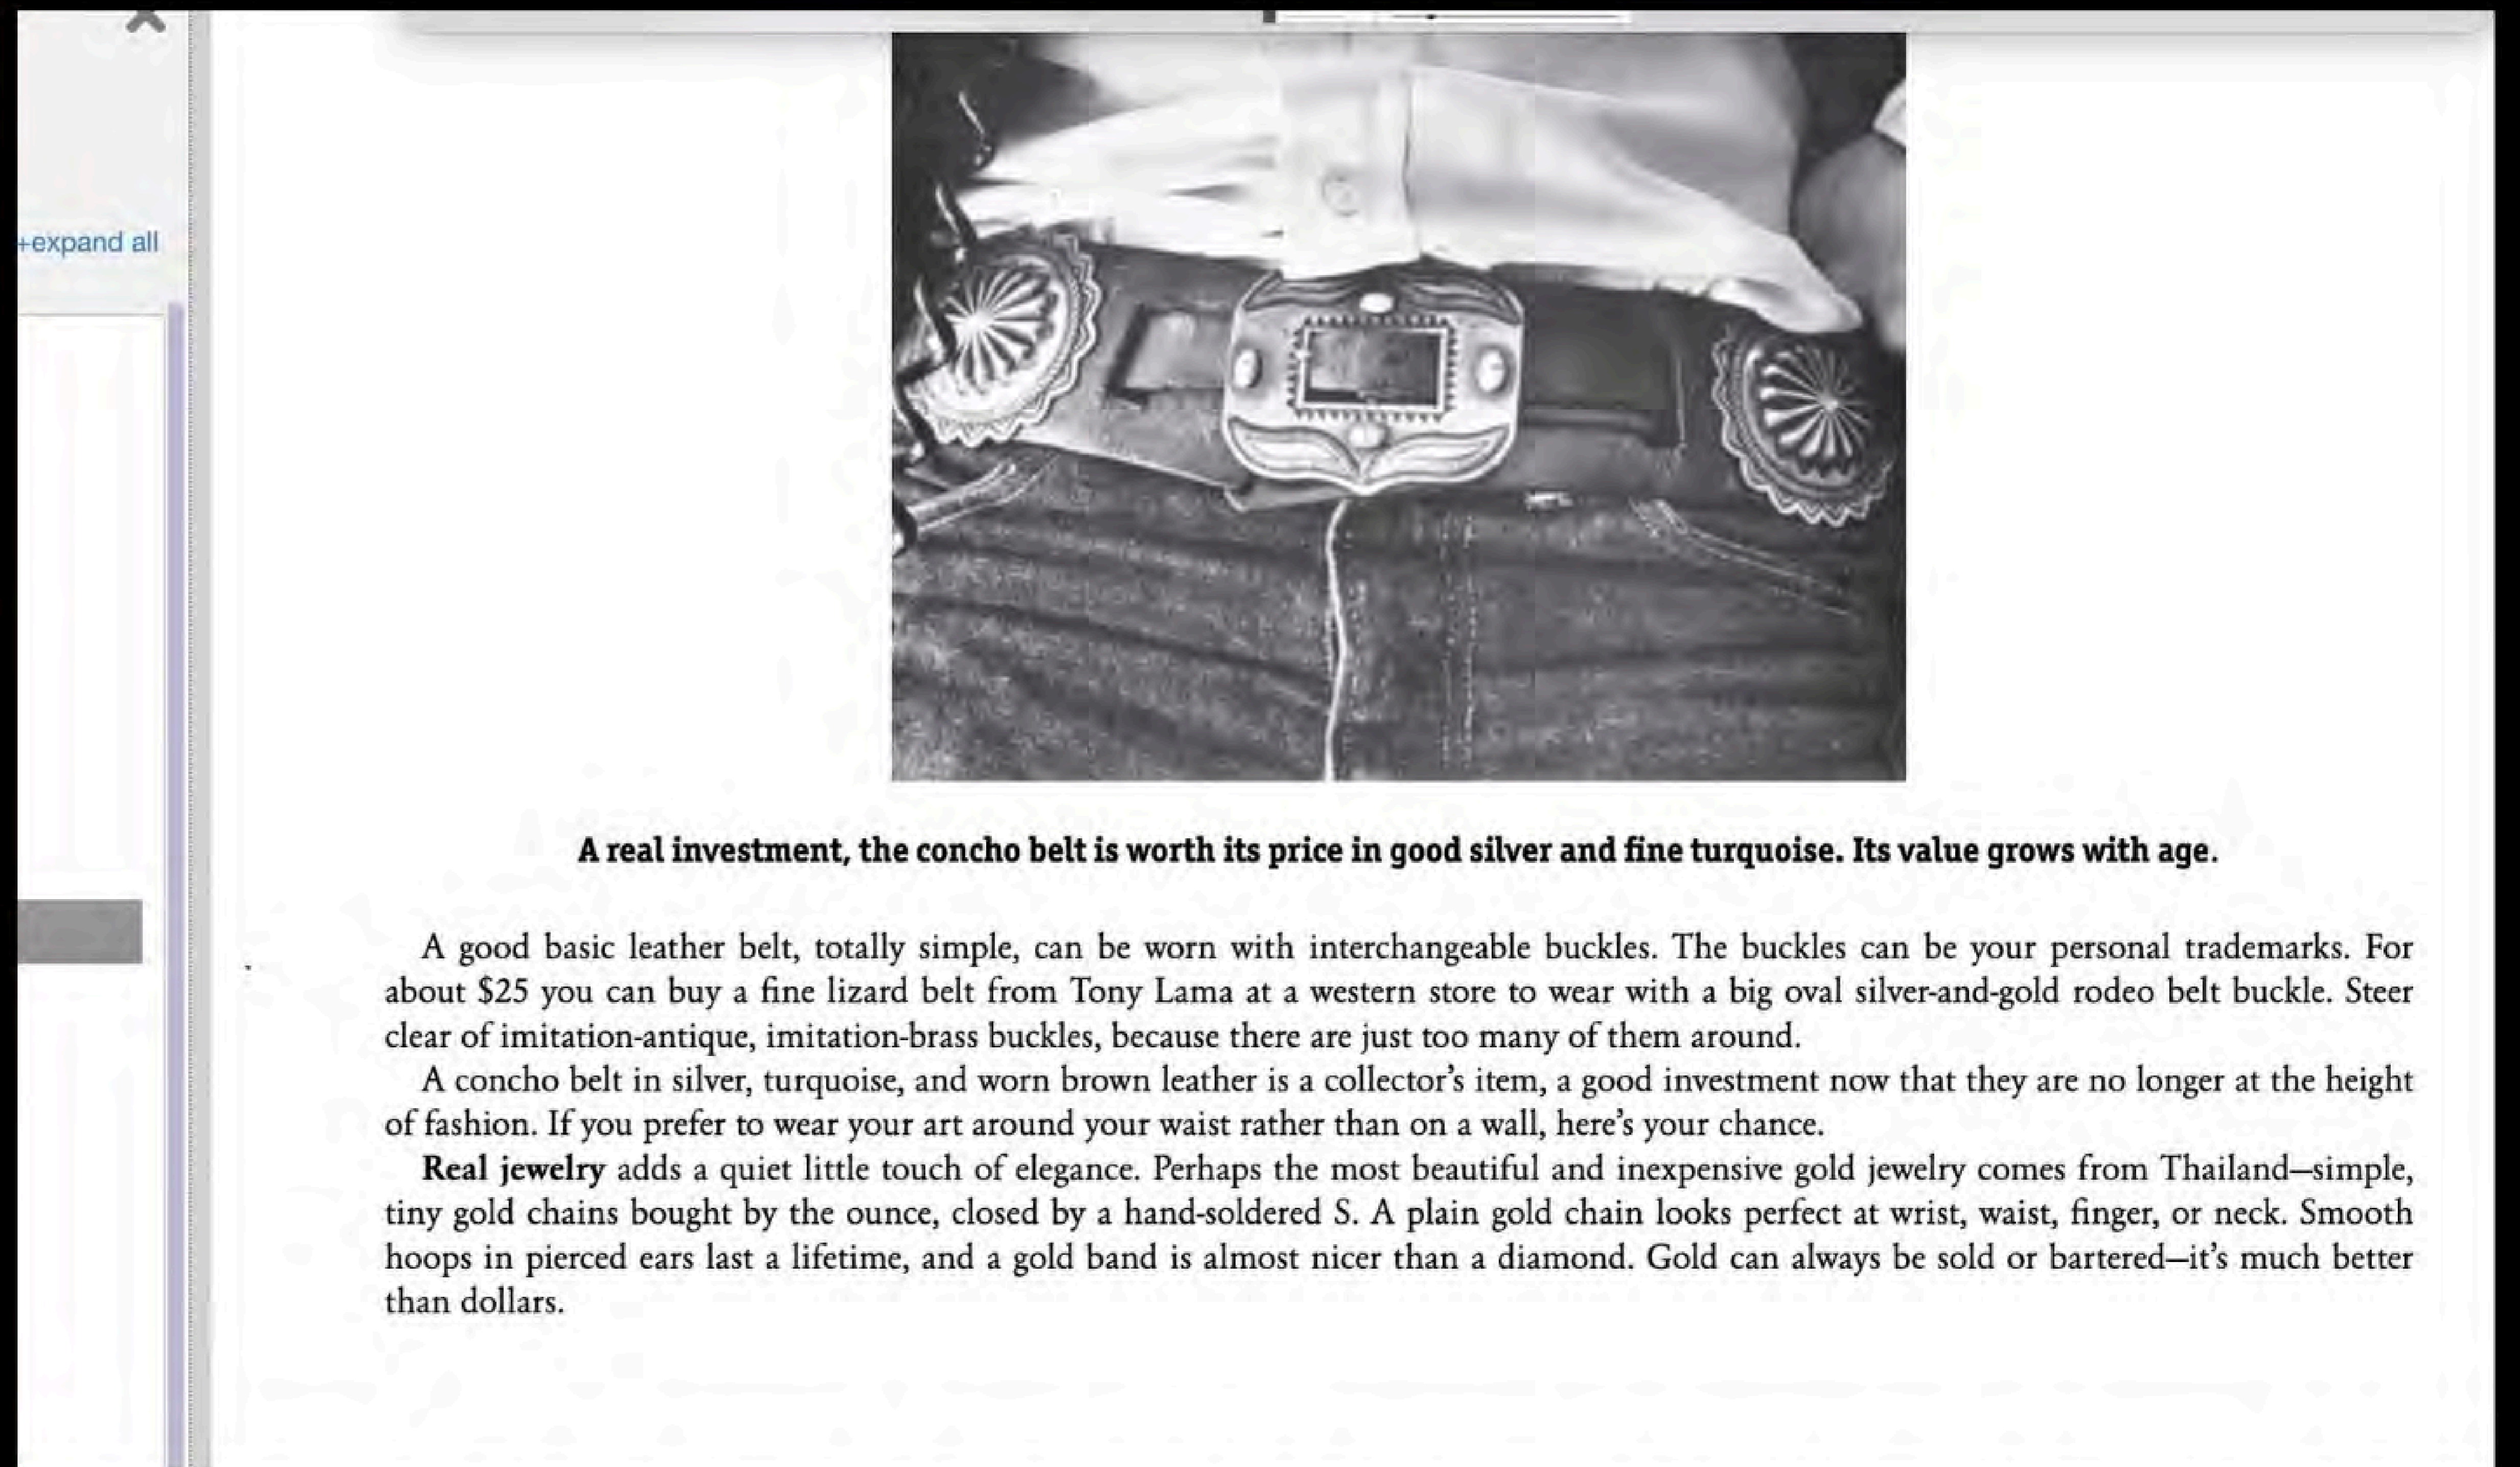 +expand all
A real investment, the concho belt is worth its price in good silver and fine turquoise. Its value grows with age.
A good basic leather belt, totally simple, can be worn with interchangeable buckles. The buckles can be your personal trademarks. For
about $25 you can buy a fine lizard belt from Tony Lama at a western store to wear with a big oval silver-and-gold rodeo belt buckle. Steer
clear of imitation-antique, imitation-brass buckles, because there are just too many of them around.
A concho belt in silver, turquoise, and worn brown leather is a collector's item, a good investment now that they are no longer at the height
of fashion. If you prefer to wear your art around your waist rather than on a wall, here's your chance.
Real jewelry adds a quiet little touch of elegance. Perhaps the most beautiful and inexpensive gold jewelry comes from Thailand—simple,
tiny gold chains bought by the ounce, closed by a hand-soldered S. A plain gold chain looks perfect at wrist, waist, finger, or neck. Smooth
hoops in pierced ears last a lifetime, and a gold band is almost nicer than a diamond. Gold can always be sold or bartered—it's much better
than dollars.